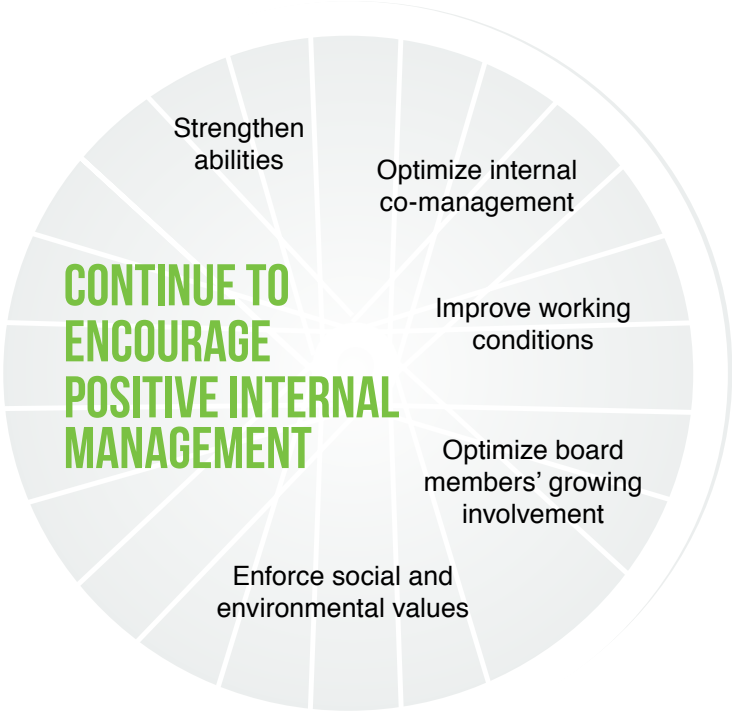 Strengthen
abilities
Optimize internal
co-management
CONTINUE TO
ENCOURAGE
POSITIVE INTERNAL
MANAGEMENT
Improve working
conditions
Optimize board
members’ growing
involvement
Enforce social and
environmental values